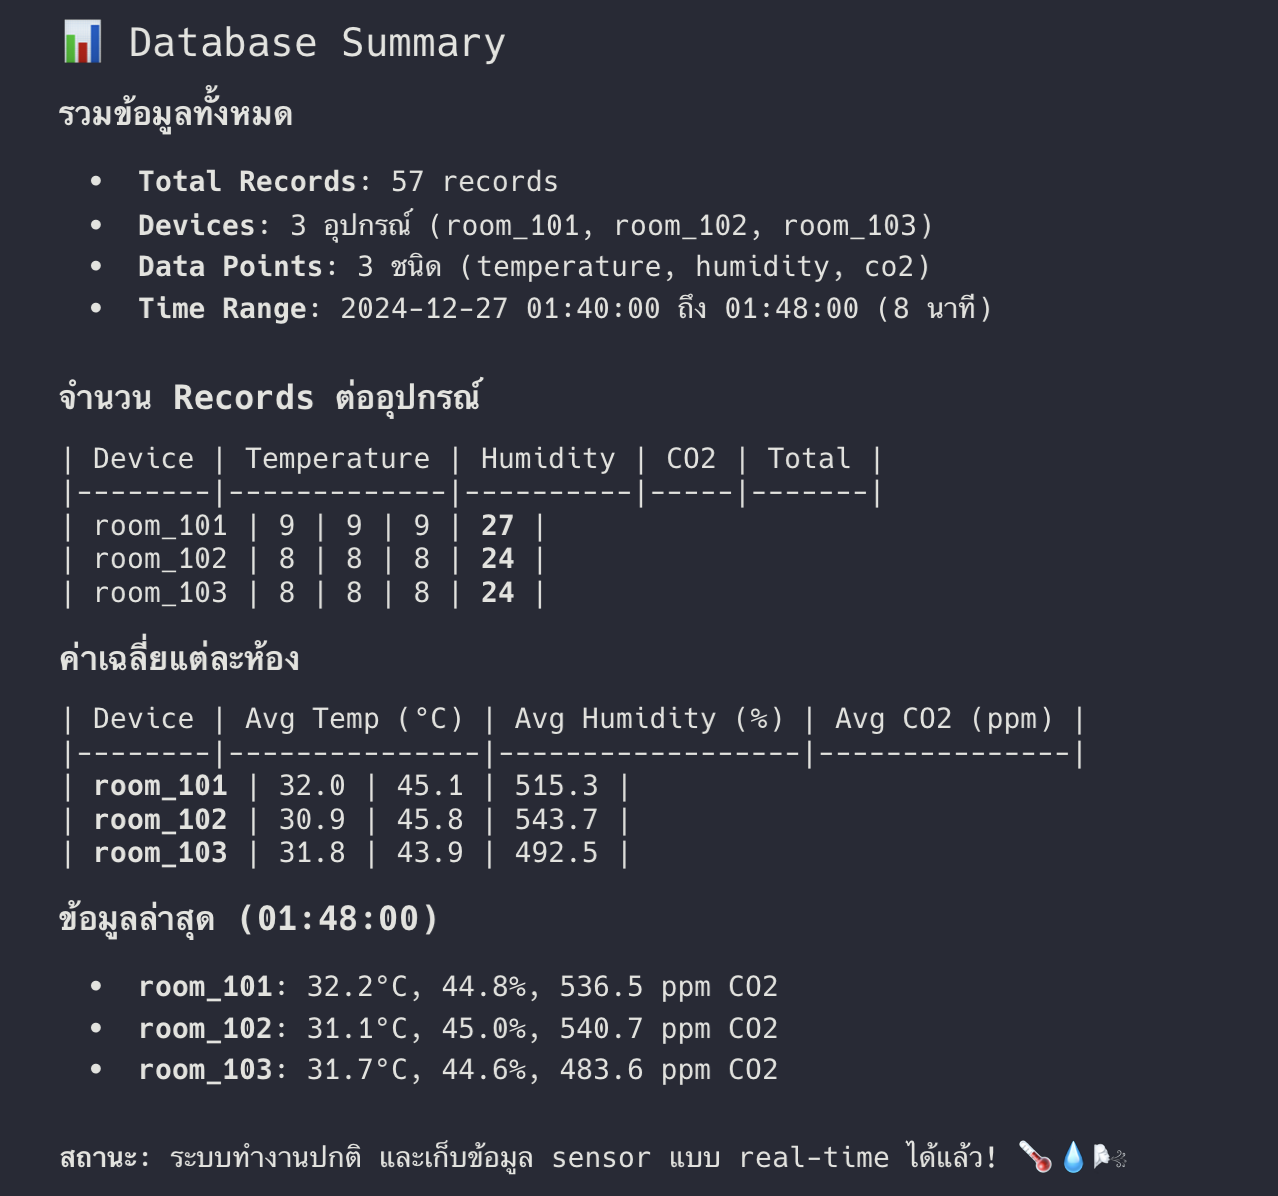 📊 Database Summary
รวมข้อมูลทั้งหมด
• Total Records: 57 records
• Devices: 3 อุปกรณ์ (room_101, room_102, room_103)
• Data Points: 3 ชนิด (temperature, humidity, co2)
• Time Range: 2024-12-27 01:40:00 ถึง 01:48:00 (8 นาที)
จำนวน Records ต่ออุปกรณ์
| Device | Temperature | Humidity | CO2 | Total |
|--------|-------------|----------|-----|-------|
| room_101 | 9 | 9 | 9 | 27 |
| room_102 | 8 | 8 | 8 | 24 |
| room_103 | 8 | 8 | 8 | 24 |
ค่าเฉลี่ยแต่ละห้อง
| Device | Avg Temp (°C) | Avg Humidity (%) | Avg CO2 (ppm) |
|--------|---------------|------------------|---------------|
| room_101 | 32.0 | 45.1 | 515.3 |
| room_102 | 30.9 | 45.8 | 543.7 |
| room_103 | 31.8 | 43.9 | 492.5 |
ข้อมูลล่าสุด (01:48:00)
• room_101: 32.2°C, 44.8%, 536.5 ppm CO2
• room_102: 31.1°C, 45.0%, 540.7 ppm CO2
• room_103: 31.7°C, 44.6%, 483.6 ppm CO2
สถานะ: ระบบทำงานปกติ และเก็บข้อมูล sensor แบบ real-time ได้แล้ว! 🌡️💧🌬️